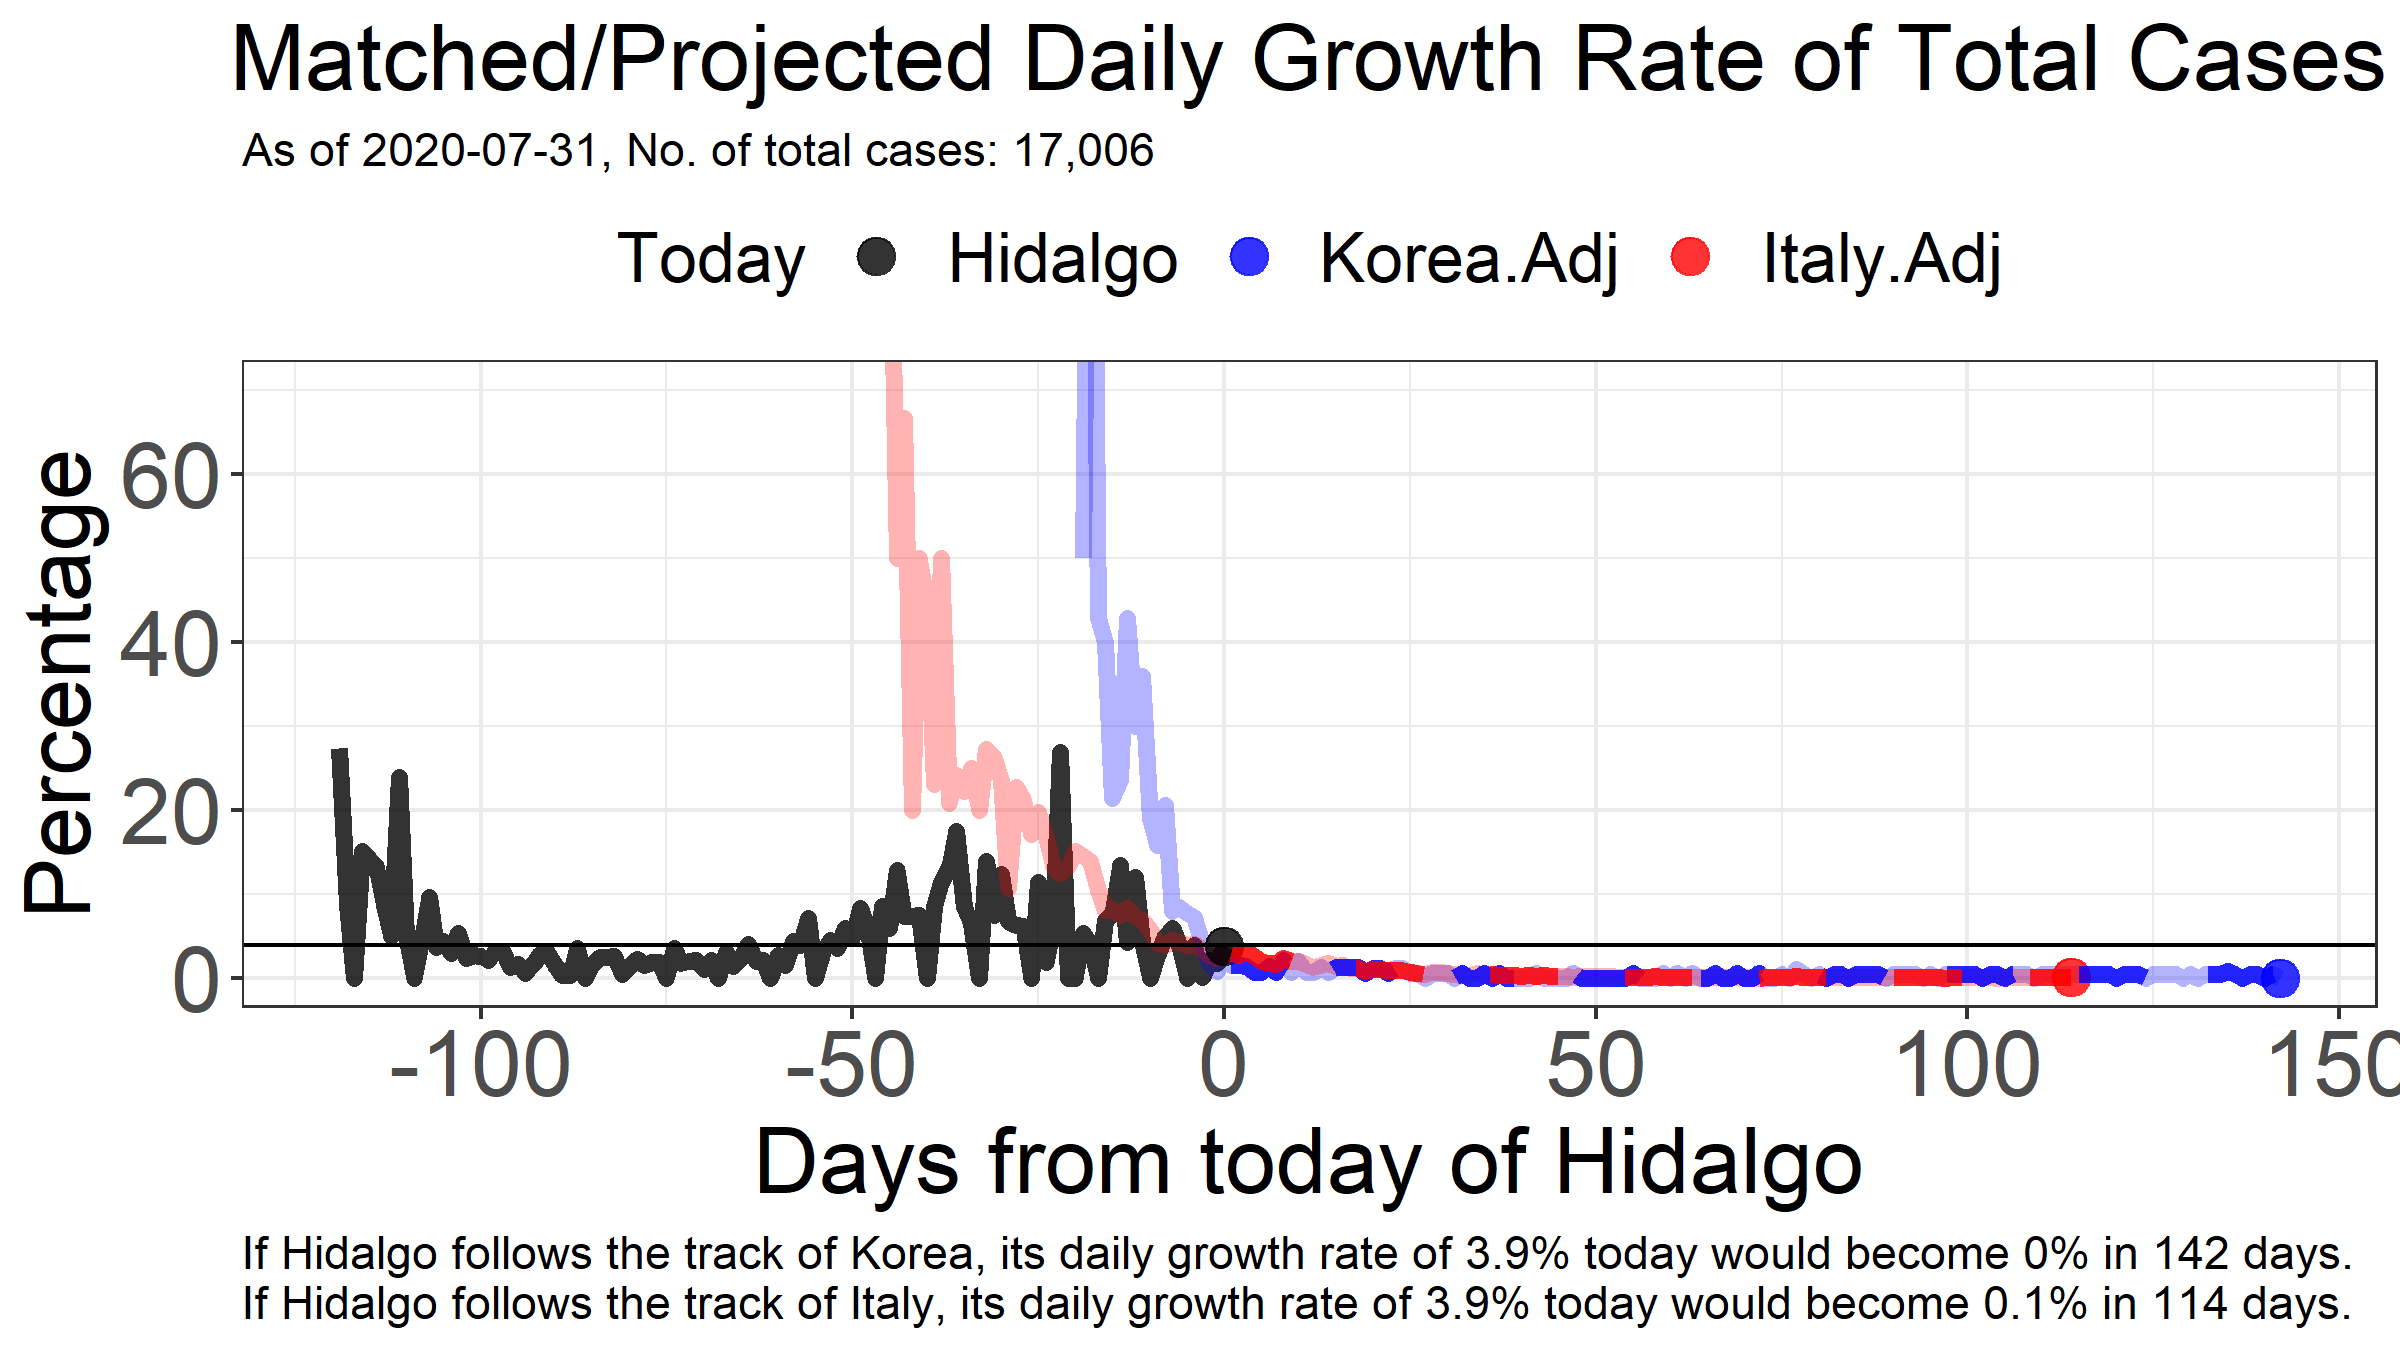 Matched/Projected Daily Growth Rate of Total Cases
As of 2020-07-31, No. of total cases: 17,006
Today Hidalgo Korea.Adj Italy.Adj
Percentage
60
40
20
0
-100 -50 0 50 100 150
Days from today of Hidalgo
If Hidalgo follows the track of Korea, its daily growth rate of 3.9% today would become 0% in 142 days.
If Hidalgo follows the track of Italy, its daily growth rate of 3.9% today would become 0.1% in 114 days.